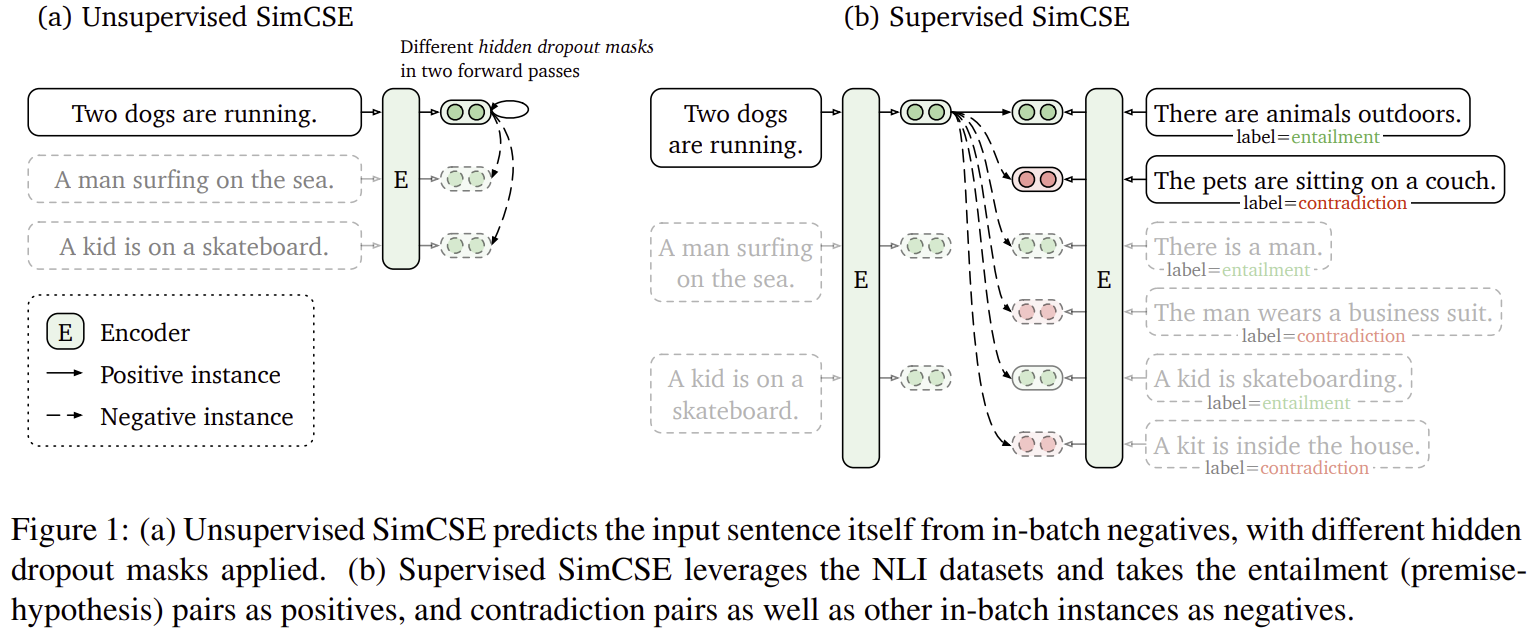 (a) Unsupervised SimCSE
Different hidden dropout masks
in two forward passes
Two dogs are running.
A man surfing on the sea.
A kid is on a skateboard.
E
E Encoder
Positive instance
Negative instance
(b) Supervised SimCSE
Two dogs
are running.
A man surfing
on the sea.
A kid is on a
skateboard.
E
E
There are animals outdoors.
label=entailment
The pets are sitting on a couch.
label=contradiction
There is a man.
label=entailment
The man wears a business suit.
label=contradiction
A kid is skateboarding.
label=entailment
A kit is inside the house.
label=contradiction
Figure 1: (a) Unsupervised SimCSE predicts the input sentence itself from in-batch negatives, with different hidden
dropout masks applied. (b) Supervised SimCSE leverages the NLI datasets and takes the entailment (premise-
hypothesis) pairs as positives, and contradiction pairs as well as other in-batch instances as negatives.